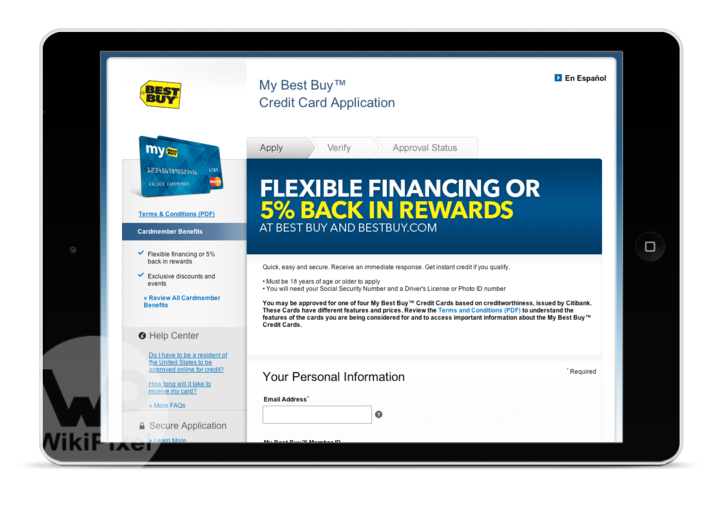 BEST
BUY
My Best Buy™
Credit Card Application
En Español
Apply
Verify
Approval Status
my BEST BUY
VALUED CARDMEMBER
Terms & Conditions (PDF)
Cardmember Benefits
Flexible financing or 5%
back in rewards
Exclusive discounts and
events
» Review All Cardmember
Benefits
Help Center
Do I have to be a resident of
the United States to be
approved online for credit?
How long will it take to
receive my card?
» More FAQs
Secure Application
» Learn More
FLEXIBLE FINANCING OR
5% BACK IN REWARDS
AT BEST BUY AND BESTBUY.COM
Quick, easy and secure. Receive an immediate response. Get instant credit if you qualify.
• Must be 18 years of age or older to apply
• You will need your Social Security Number and a Driver's License or Photo ID number
You may be approved for one of four My Best Buy™ Credit Cards based on creditworthiness, issued by Citibank.
These Cards have different features and prices. Review the Terms and Conditions (PDF) to understand the
features of the cards you are being considered for and to access important information about the My Best Buy™
Credit Cards.
Your Personal Information
* Required
Email Address*
My Best Buy™ Member ID
W
WikiPixel